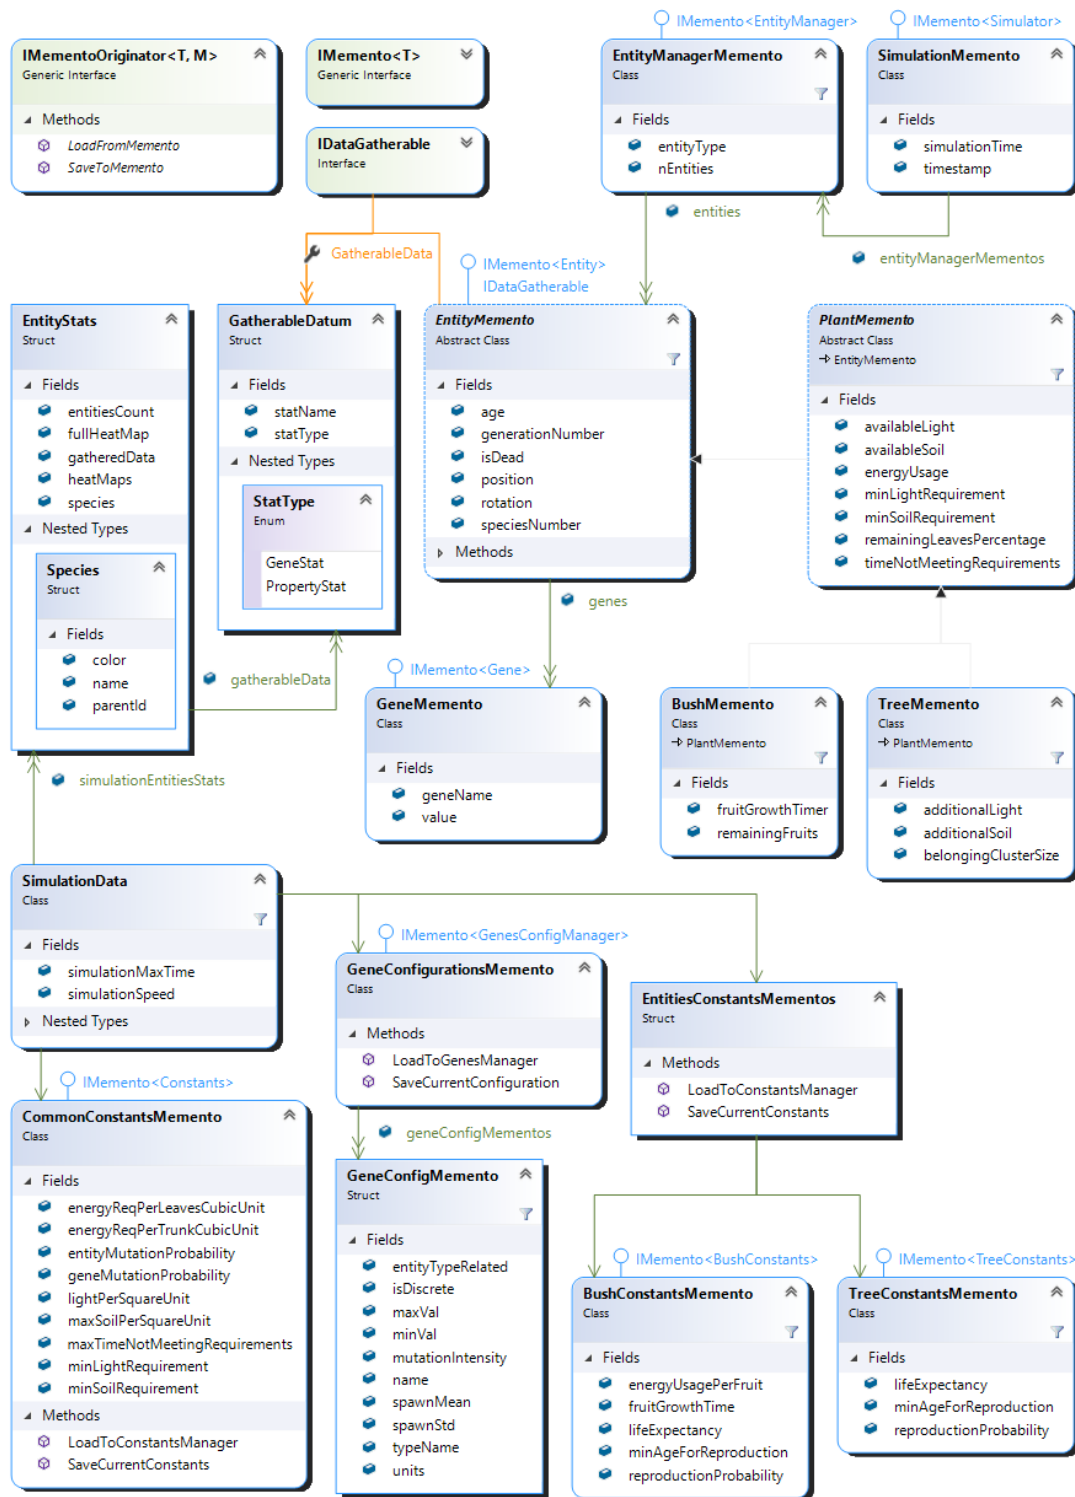 IMementoOriginator<T, M>
Generic Interface
Methods
LoadFromMemento
SaveToMemento
IMemento<T>
Generic Interface
IDataGatherable
Interface
IMemento<EntityManager>
EntityManagerMemento
Class
Fields
entityType
nEntities
IMemento<Simulator>
SimulationMemento
Class
Fields
simulationTime
timestamp
entities
entityManagerMementos
GatherableData
IMemento<Entity>
IDataGatherable
EntityStats
Struct
Fields
entitiesCount
fullHeatMap
gatheredData
heatMaps
species
Nested Types
Species
Struct
Fields
color
name
parentId
GatherableDatum
Struct
Fields
statName
statType
Nested Types
StatType
Enum
GeneStat
PropertyStat
EntityMemento
Abstract Class
Fields
age
generationNumber
isDead
position
rotation
speciesNumber
Methods
PlantMemento
Abstract Class
EntityMemento
Fields
availableLight
availableSoil
energyUsage
minLightRequirement
minSoilRequirement
remainingLeavesPercentage
timeNotMeetingRequirements
genes
gatherableData
IMemento<Gene>
GeneMemento
Class
Fields
geneName
value
BushMemento
Class
PlantMemento
Fields
fruitGrowthTimer
remainingFruits
TreeMemento
Class
PlantMemento
Fields
additionalLight
additionalSoil
belongingClusterSize
simulationEntitiesStats
SimulationData
Class
Fields
simulationMaxTime
simulationSpeed
Nested Types
IMemento<GenesConfigManager>
GeneConfigurationsMemento
Class
Methods
LoadToGenesManager
SaveCurrentConfiguration
EntitiesConstantsMementos
Struct
Methods
LoadToConstantsManager
SaveCurrentConstants
IMemento<Constants>
CommonConstantsMemento
Class
Fields
energyReqPerLeavesCubicUnit
energyReqPerTrunkCubicUnit
entityMutationProbability
geneMutationProbability
lightPerSquareUnit
maxSoilPerSquareUnit
maxTimeNotMeetingRequirements
minLightRequirement
minSoilRequirement
Methods
LoadToConstantsManager
SaveCurrentConstants
geneConfigMementos
GeneConfigMemento
Struct
Fields
entityTypeRelated
isDiscrete
maxVal
minVal
mutationIntensity
name
spawnMean
spawnStd
typeName
units
IMemento<BushConstants>
BushConstantsMemento
Class
Fields
energyUsagePerFruit
fruitGrowthTime
lifeExpectancy
minAgeForReproduction
reproductionProbability
IMemento<TreeConstants>
TreeConstantsMemento
Class
Fields
lifeExpectancy
minAgeForReproduction
reproductionProbability